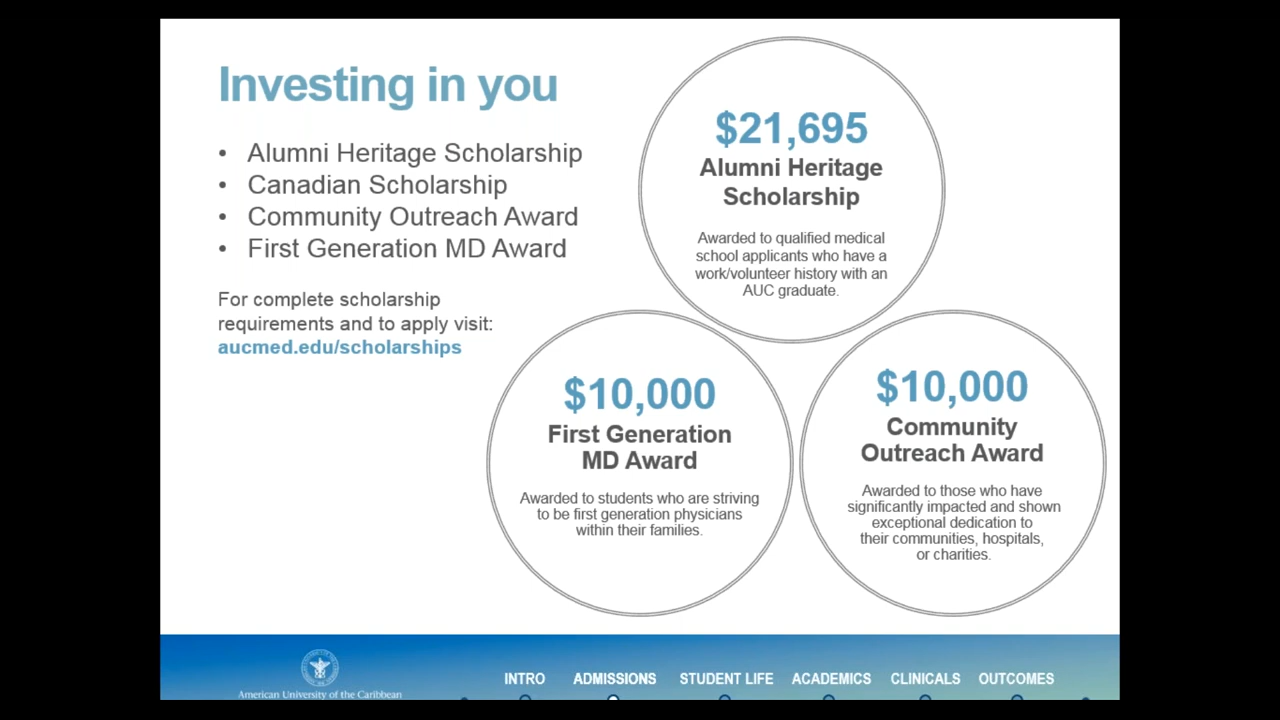 Investing in you
• Alumni Heritage Scholarship
• Canadian Scholarship
• Community Outreach Award
• First Generation MD Award
For complete scholarship
requirements and to apply visit:
aucmed.edu/scholarships
$21,695
Alumni Heritage
Scholarship
Awarded to qualified medical
school applicants who have a
work/volunteer history with an
AUC graduate.
$10,000
First Generation
MD Award
Awarded to students who are striving
to be first generation physicians
within their families.
$10,000
Community
Outreach Award
Awarded to those who have
significantly impacted and shown
exceptional dedication to
their communities, hospitals,
or charities.
American University of the Caribbean
INTRO ADMISSIONS STUDENT LIFE ACADEMICS CLINICALS OUTCOMES